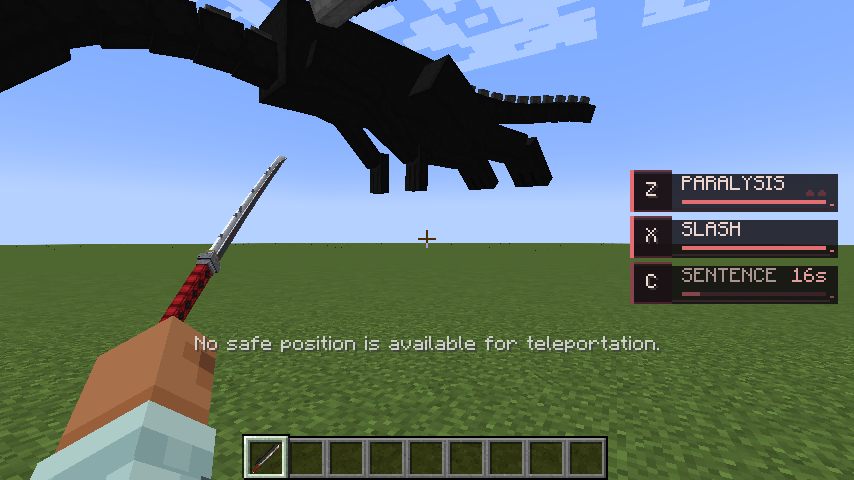 Z PARALYSIS
X SLASH
C SENTENCE 16s
No safe position is available for teleportation.